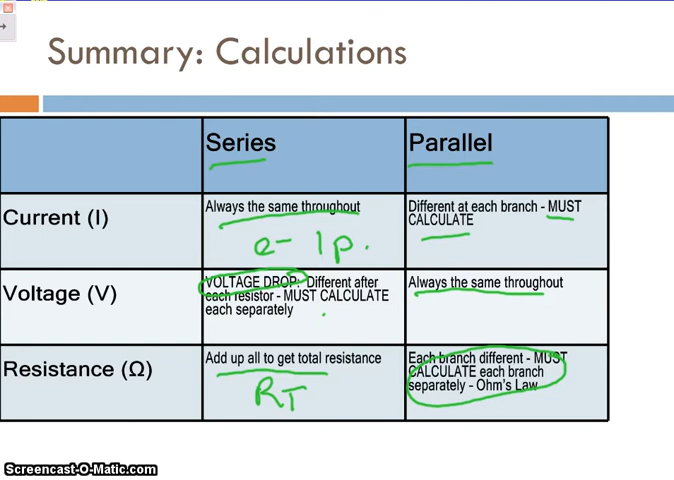 Summary: Calculations
Series
Parallel
Current (I)
Always the same throughout
e- 1p.
Different at each branch - MUST
CALCULATE
Voltage (V)
VOLTAGE DROP: Different after
each resistor - MUST CALCULATE
each separately
Always the same throughout
Resistance (Ω)
Add up all to get total resistance
RT
Each branch different - MUST
CALCULATE each branch
separately - Ohm's Law
Screencast-O-Matic.com